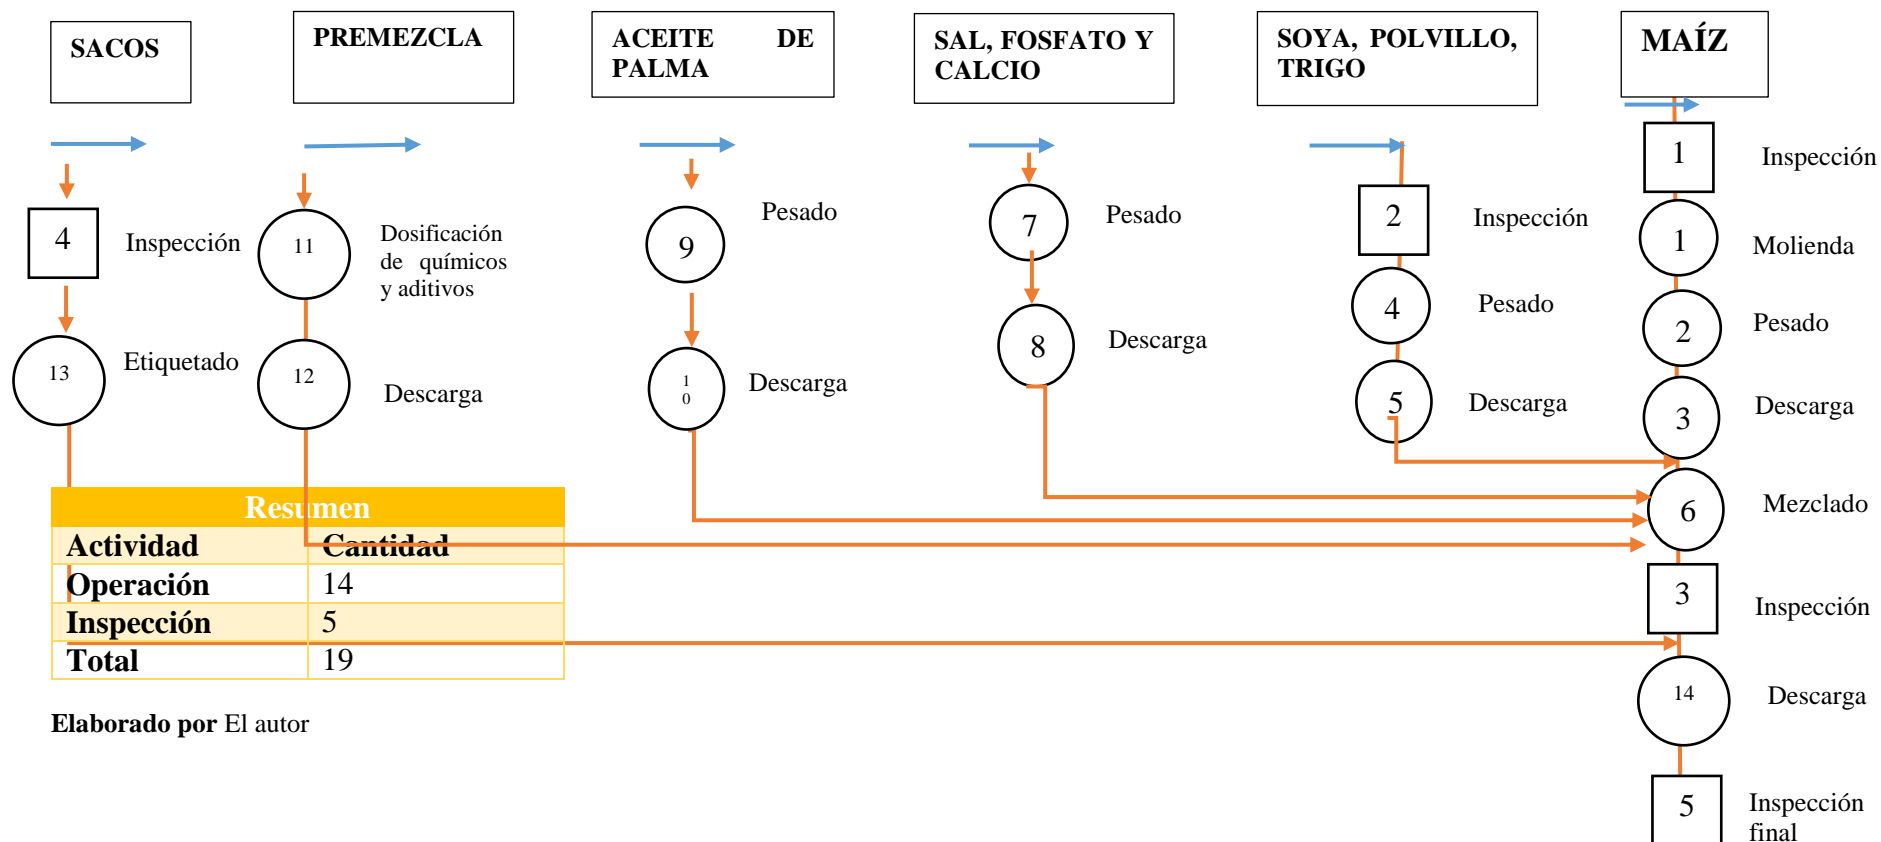 SACOS
PREMEZCLA
ACEITE DE
PALMA
SAL, FOSFATO Y
CALCIO
SOYA, POLVILLO,
TRIGO
MAÍZ
4
Inspección
13
Etiquetado
11
Dosificación
de químicos
y aditivos
12
Descarga
9
Pesado
1
0
Descarga
7
Pesado
8
Descarga
2
Inspección
4
Pesado
5
Descarga
1
Inspección
1
Molienda
2
Pesado
3
Descarga
6
Mezclado
3
Inspección
14
Descarga
5
Inspección
final
Resumen
Actividad Cantidad
Operación 14
Inspección 5
Total 19
Elaborado por El autor